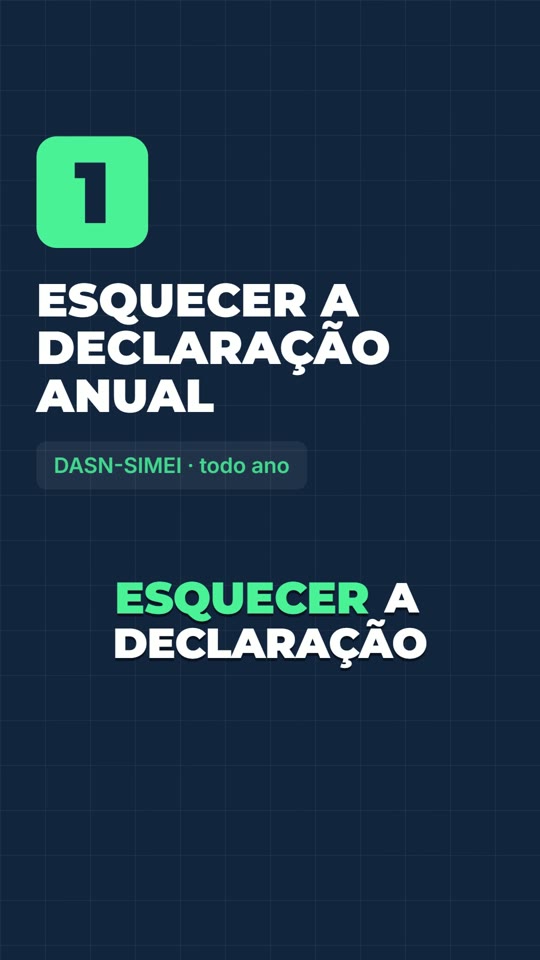 1
ESQUECER A
DECLARAÇÃO
ANUAL
DASN-SIMEI · todo ano
ESQUECER A
DECLARAÇÃO